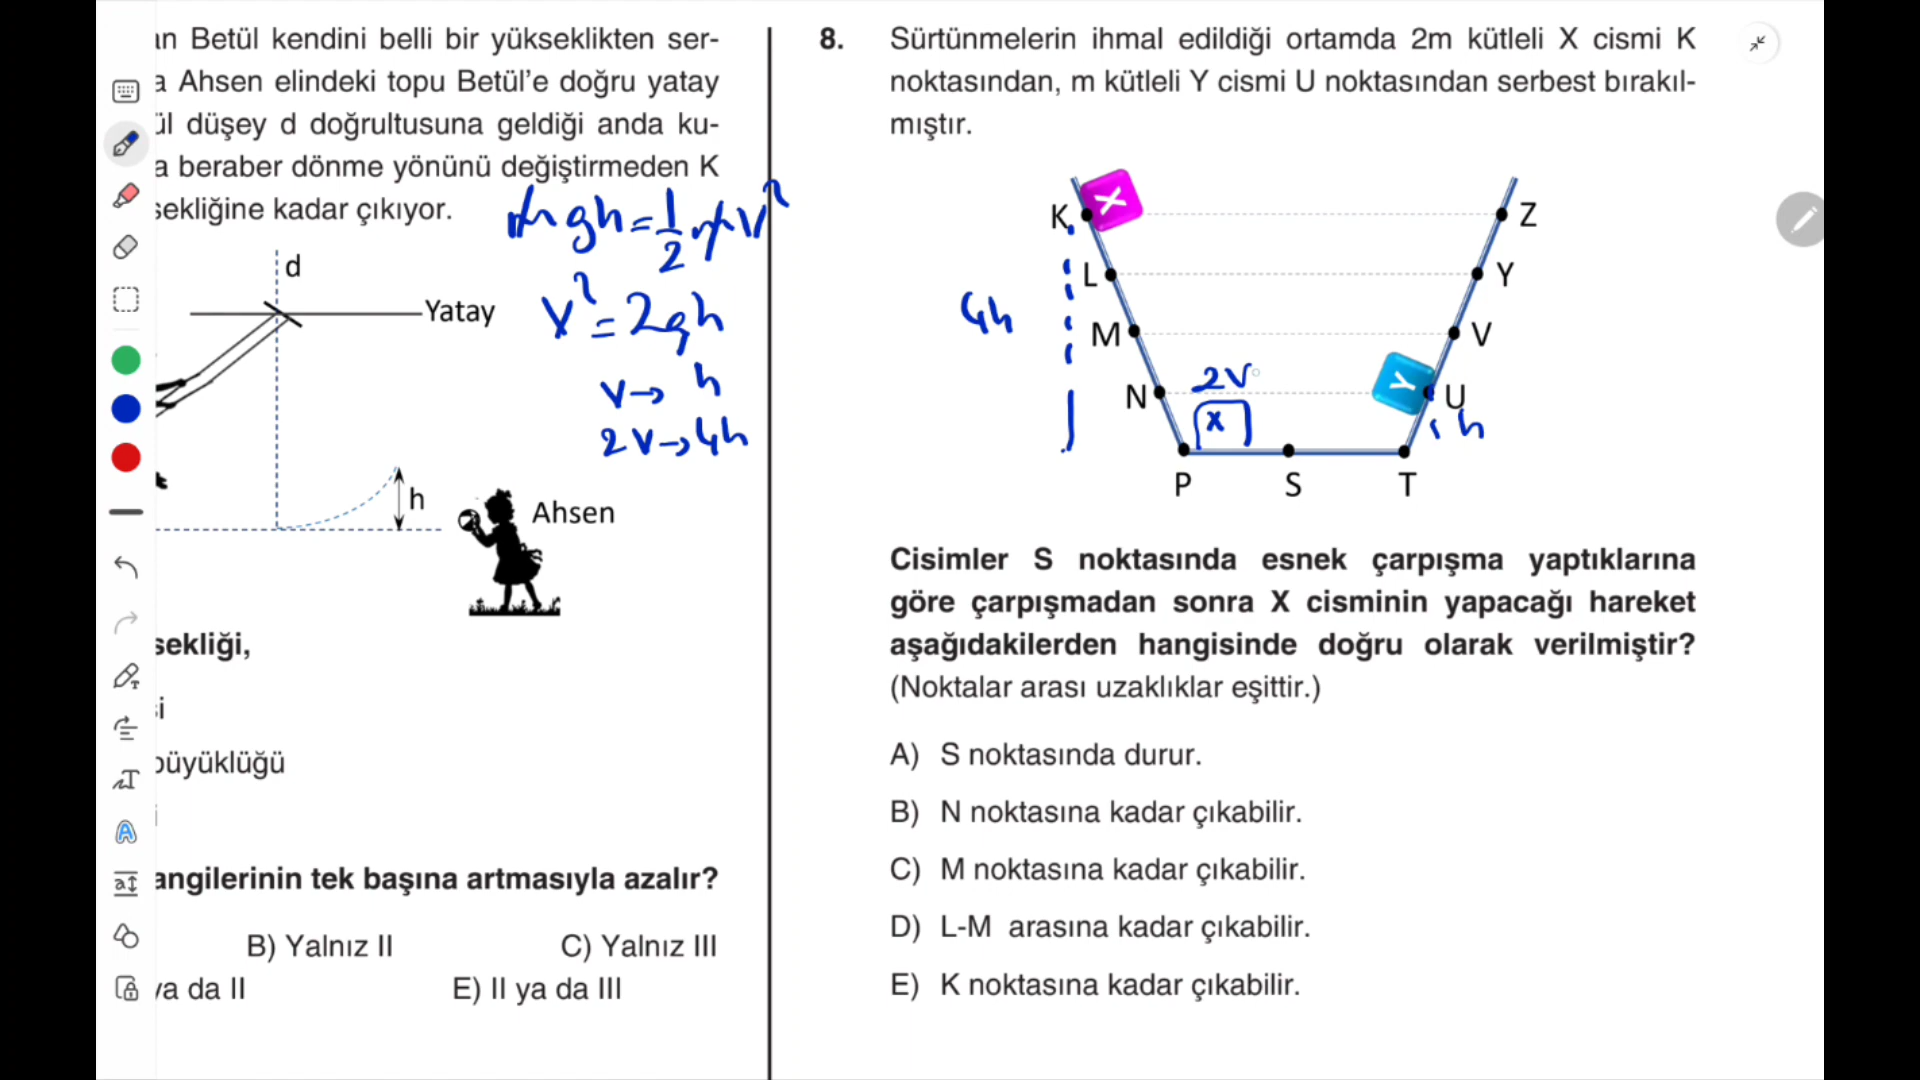 ın Betül kendini belli bir yükseklikten ser-
a Ahsen elindeki topu Betül'e doğru yatay
ül düşey d doğrultusuna geldiği anda ku-
a beraber dönme yönünü değiştirmeden K
sekliğine kadar çıkıyor.
mgh = 1/2 mv²
v² = 2gh
v → h
2v → 4h
d
Yatay
h
Ahsen
sekliği,
büyüklüğü
angilerinin tek başına artmasıyla azalır?
B) Yalnız II
C) Yalnız III
ya da II
E) II ya da III
8.
Sürtünmelerin ihmal edildiği ortamda 2m kütleli X cismi K
noktasından, m kütleli Y cismi U noktasından serbest bırakıl-
mıştır.
K
X
Z
L
Y
4h
M
V
2v
Y
N
U
x
h
P
S
T
Cisimler S noktasında esnek çarpışma yaptıklarına
göre çarpışmadan sonra X cisminin yapacağı hareket
aşağıdakilerden hangisinde doğru olarak verilmiştir?
(Noktalar arası uzaklıklar eşittir.)
A) S noktasında durur.
B) N noktasına kadar çıkabilir.
C) M noktasına kadar çıkabilir.
D) L-M arasına kadar çıkabilir.
E) K noktasına kadar çıkabilir.